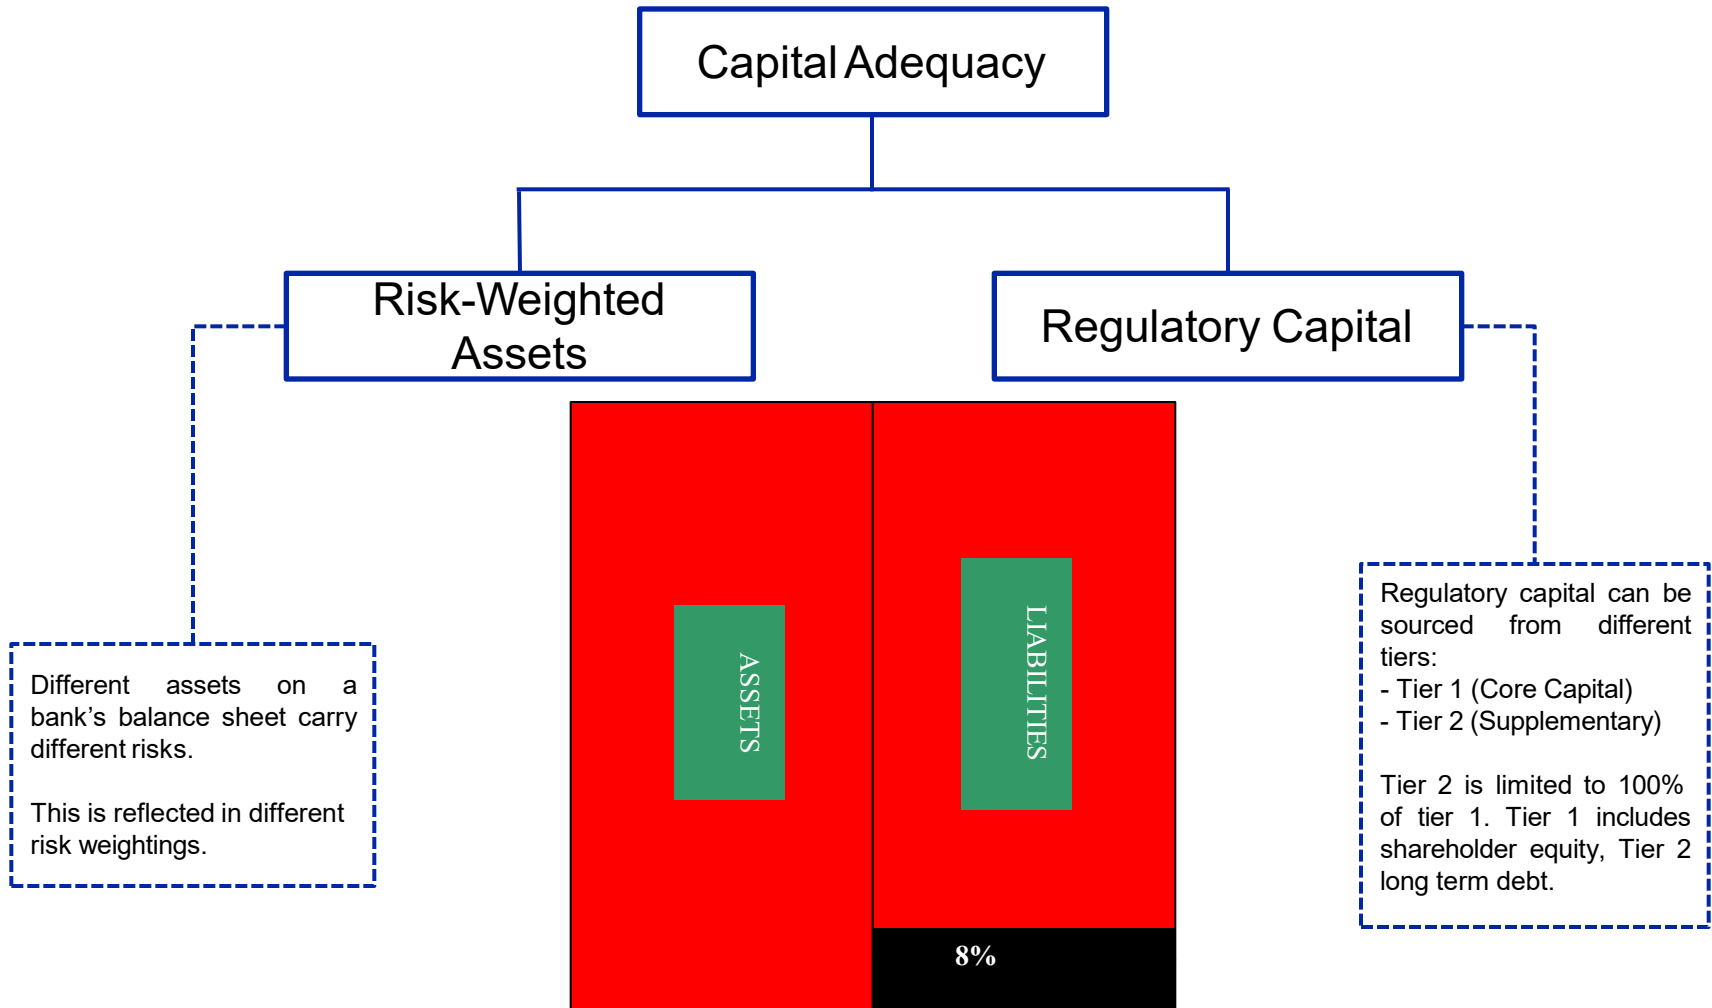 Capital Adequacy
Risk-Weighted
Assets
Regulatory Capital
Different assets on a
bank’s balance sheet carry
different risks.
This is reflected in different
risk weightings.
ASSETS
LIABILITIES
8%
Regulatory capital can be
sourced from different
tiers:
- Tier 1 (Core Capital)
- Tier 2 (Supplementary)
Tier 2 is limited to 100%
of tier 1. Tier 1 includes
shareholder equity, Tier 2
long term debt.